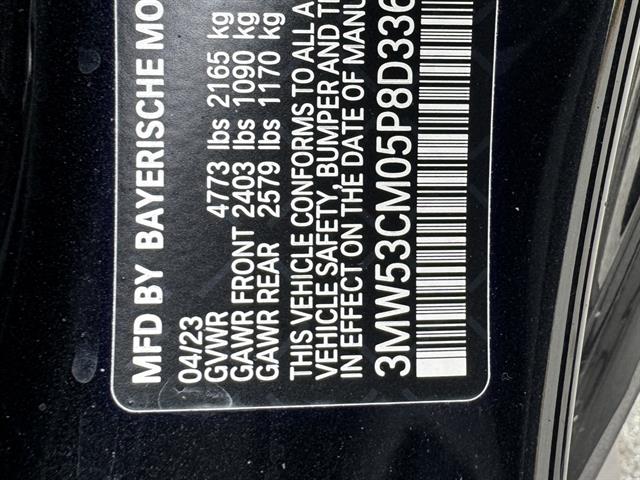 MFD BY BAYERISCHE MO
04/23
GVWR 4773 lbs 2165 kg
GAWR FRONT 2403 lbs 1090 kg
GAWR REAR 2579 lbs 1170 kg
THIS VEHICLE CONFORMS TO ALL A
VEHICLE SAFETY, BUMPER AND T
IN EFFECT ON THE DATE OF MANU
3MW53CM05P8D336